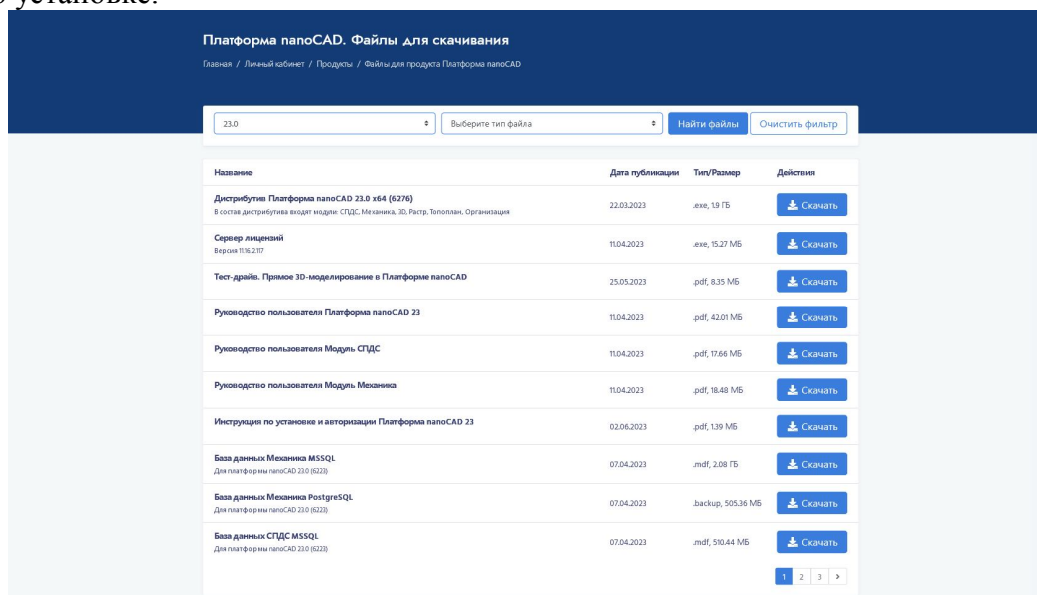 установке.
Платформа nanoCAD. Файлы для скачивания
Главная / Личный кабинет / Продукты / Файлы для продукта Платформа nanoCAD
23.0 Выберите тип файла Найти файлы Очистить фильтр
Название Дата публикации Тип/Размер Действия
Дистрибутив Платформа nanoCAD 23.0 x64 (6276) 22.03.2023 .exe, 1.9 ГБ Скачать
В состав дистрибутива входят модули: СПДС, Механика, 3D, Растр, Топоплан, Организация
Сервер лицензий 11.04.2023 .exe, 15.27 МБ Скачать
Версия 11.16.2.117
Тест-драйв. Прямое 3D-моделирование в Платформе nanoCAD 25.05.2023 .pdf, 8.35 МБ Скачать
Руководство пользователя Платформа nanoCAD 23 11.04.2023 .pdf, 42.01 МБ Скачать
Руководство пользователя Модуль СПДС 11.04.2023 .pdf, 17.66 МБ Скачать
Руководство пользователя Модуль Механика 11.04.2023 .pdf, 18.48 МБ Скачать
Инструкция по установке и авторизации Платформа nanoCAD 23 02.06.2023 .pdf, 1.39 МБ Скачать
База данных Механика MSSQL 07.04.2023 .mdf, 2.08 ГБ Скачать
Для платформы nanoCAD 23.0 (6223)
База данных Механика PostgreSQL 07.04.2023 .backup, 505.36 МБ Скачать
Для платформы nanoCAD 23.0 (6223)
База данных СПДС MSSQL 07.04.2023 .mdf, 510.44 МБ Скачать
Для платформы nanoCAD 23.0 (6223)
1 2 3 >